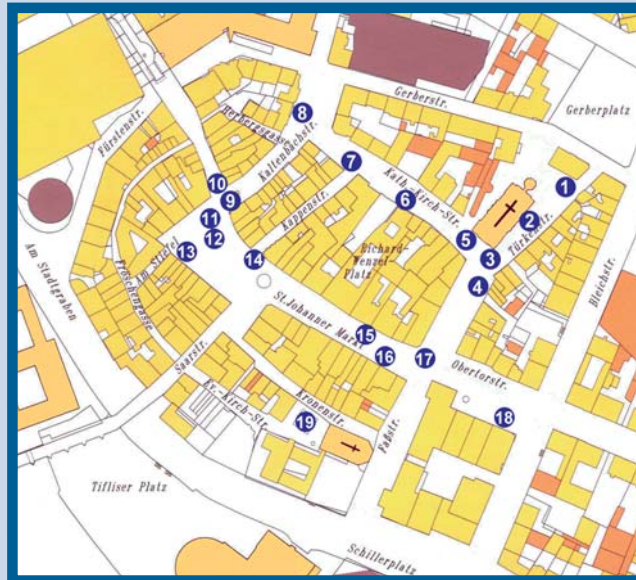 Gerberstr.
Gerberplatz
Fürstenstr.
Herbergsgasse
8
Kaltenbachstr.
7
Kath.-Kirch-Str.
1
10
9
6
2
Türkenstr.
Kappenstr.
11
12
5
3
Am Stiefel
13
14
Richard-
Wenzel-
Platz
4
Bleichstr.
Am Stadtgraben
Fröschengasse
St. Johanner Markt
15
16
17
Obertorstr.
Saarstr.
Kronenstr.
Ev.-Kirch-Str.
19
Faßstr.
18
Tifliser Platz
Schillerplatz